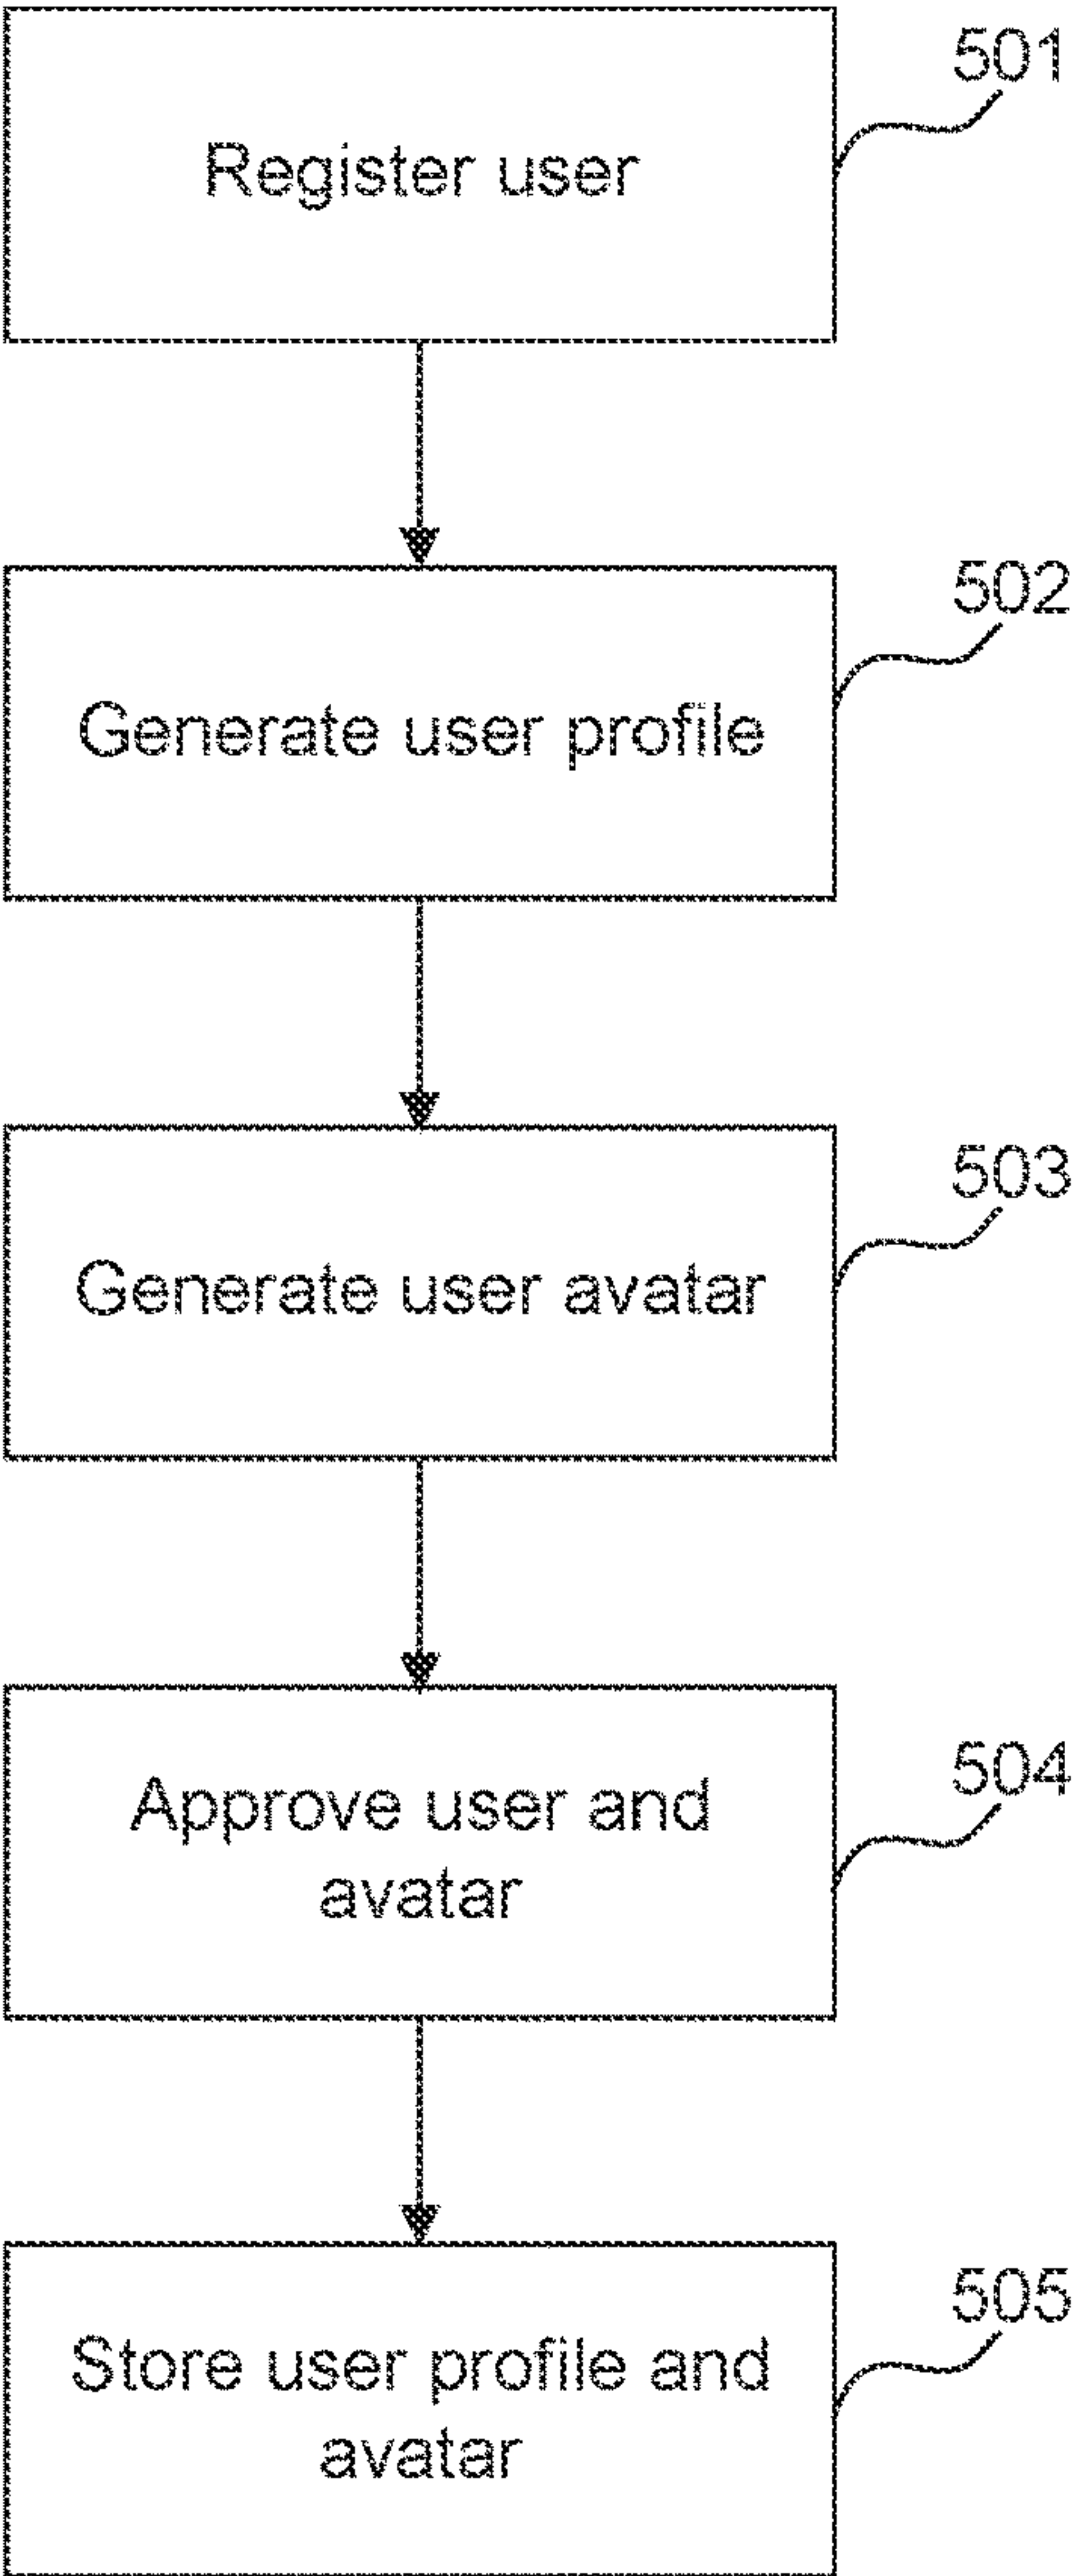 501
Register user
502
Generate user profile
503
Generate user avatar
504
Approve user and
avatar
505
Store user profile and
avatar